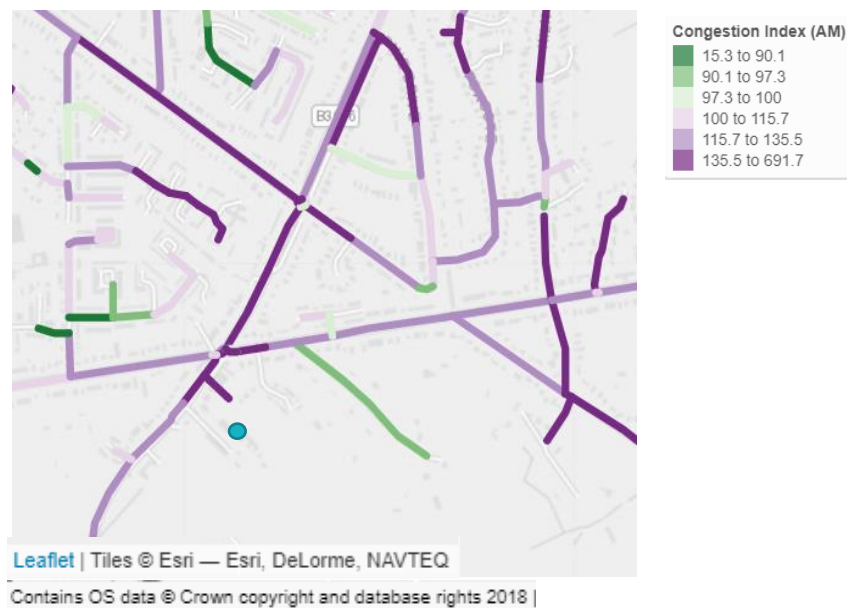 Congestion Index (AM)
15.3 to 90.1
90.1 to 97.3
97.3 to 100
100 to 115.7
115.7 to 135.5
135.5 to 691.7
Leaflet | Tiles © Esri — Esri, DeLorme, NAVTEQ
Contains OS data © Crown copyright and database rights 2018 |